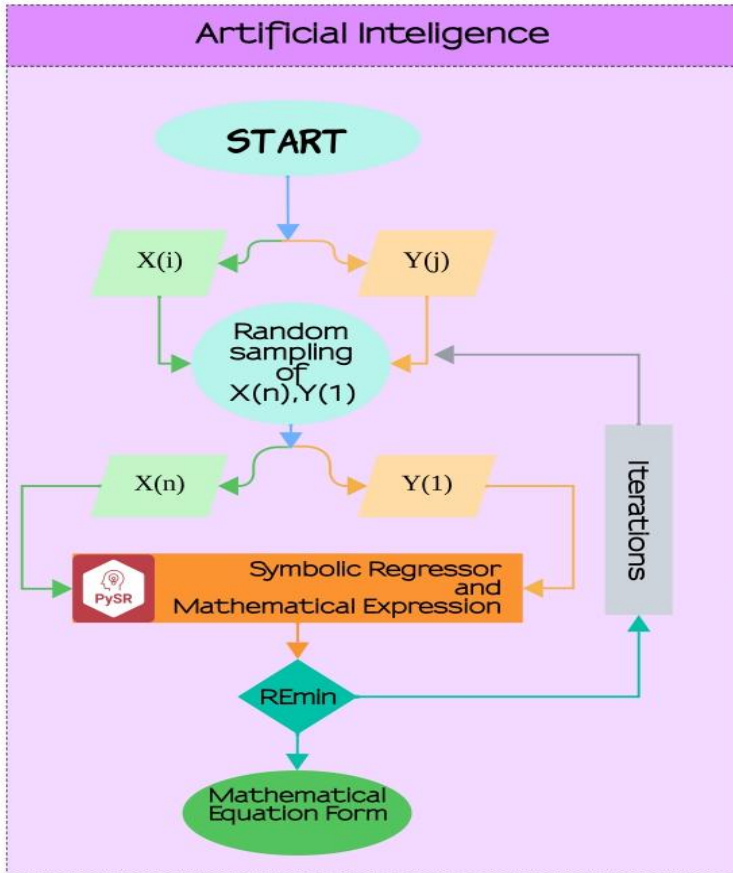 Artificial Inteligence
START
X(i)
Y(j)
Random
sampling
of
X(n),Y(1)
X(n)
Y(1)
Iterations
PySR
Symbolic Regressor
and
Mathematical Expression
REmin
Mathematical
Equation Form